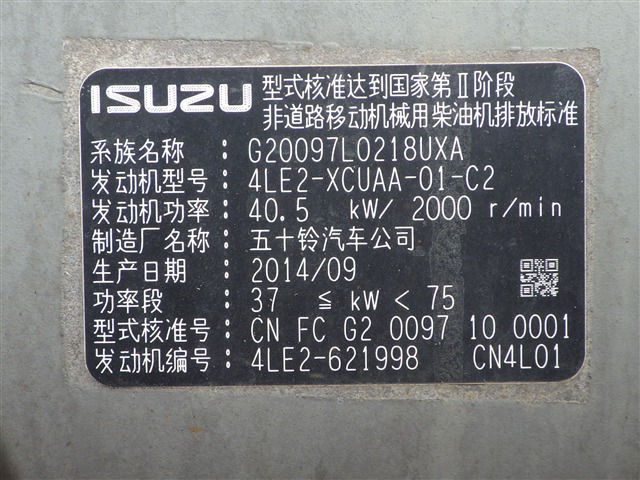 ISUZU 型式核准达到国家第Ⅱ阶段
非道路移动机械用柴油机排放标准
系族名称：G20097L0218UXA
发动机型号：4LE2-XCUAA-01-C2
发动机功率：40.5 kW/ 2000 r/min
制造厂名称：五十铃汽车公司
生产日期：2014/09
功率段：37 ≦ kW < 75
型式核准号：CN FC G2 0097 10 0001
发动机编号：4LE2-621998 CN4L01